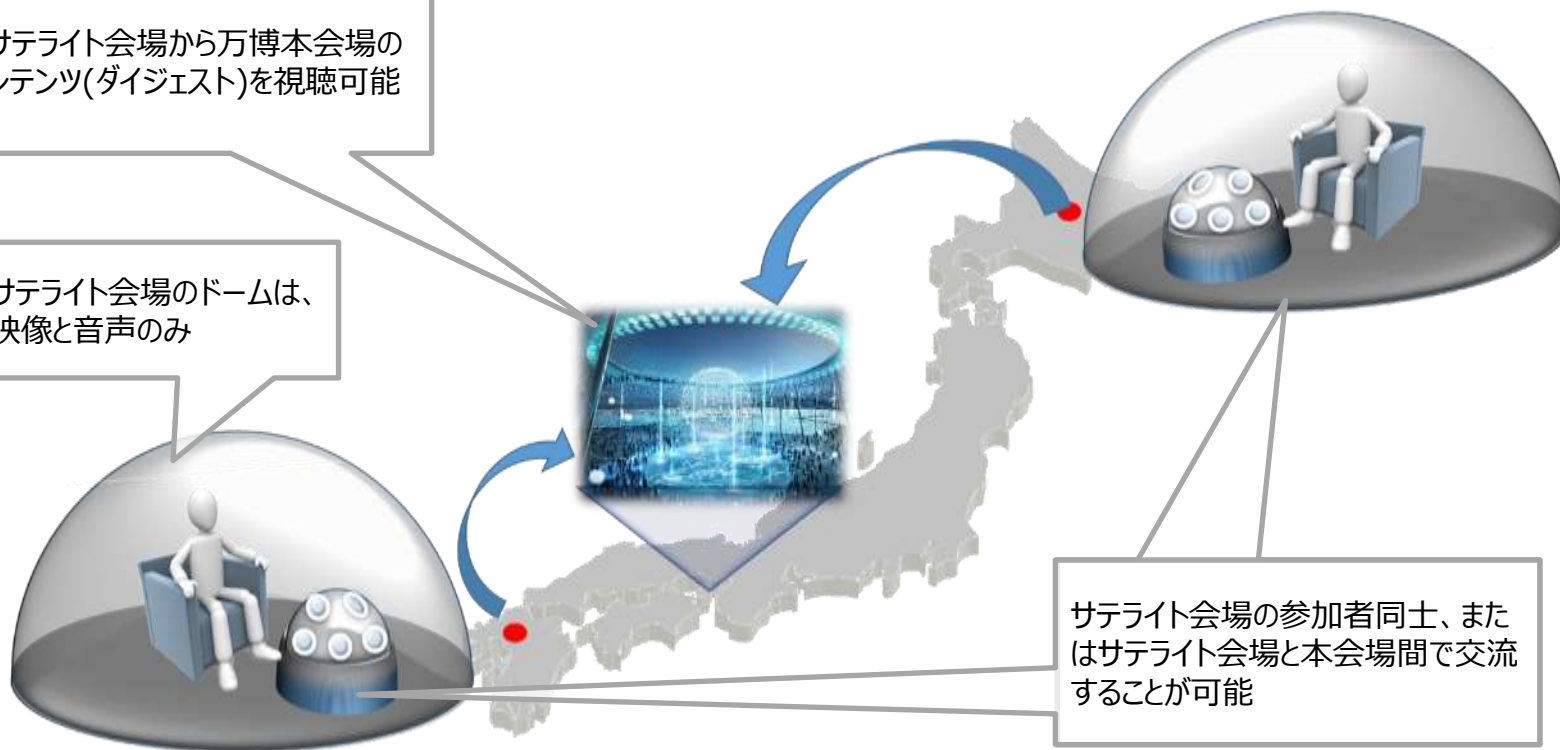 サテライト会場から万博本会場の
ンテンツ(ダイジェスト)を視聴可能
サテライト会場のドームは、
映像と音声のみ
サテライト会場の参加者同士、また
はサテライト会場と本会場間で交流
することが可能